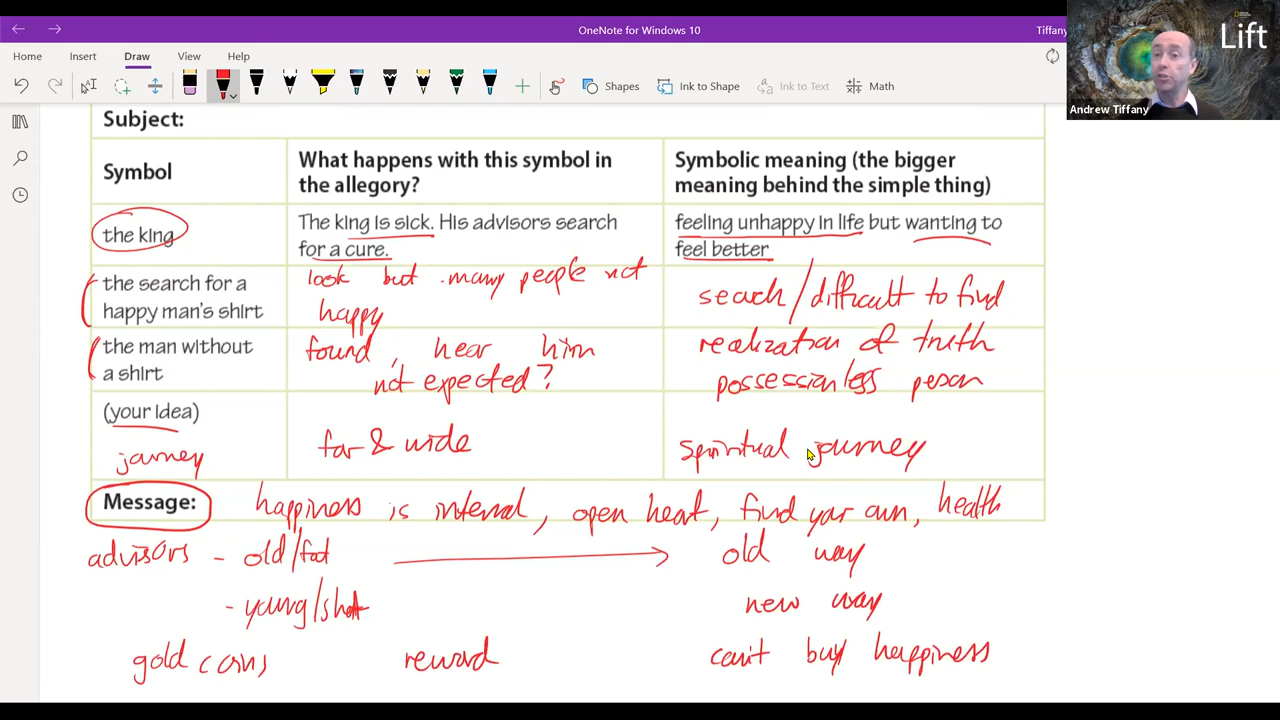 OneNote for Windows 10
Tiffany
Home Insert Draw View Help
Shapes Ink to Shape Ink to Text Math
NATIONAL GEOGRAPHIC
Lift
Andrew Tiffany
Subject:
Symbol
What happens with this symbol in
the allegory?
Symbolic meaning (the bigger
meaning behind the simple thing)
the king
The king is sick. His advisors search
for a cure.
feeling unhappy in life but wanting to
feel better
the search for a
happy man's shirt
look but many people not
happy
search/difficult to find
the man without
a shirt
found, hear him
not expected?
realization of truth
possessionless person
(your idea)
journey
far & wide
spiritual journey
Message: happiness is internal, open heart, find your own, health
advisors - old/fat old way
- young/short new way
gold coins reward can't buy happiness